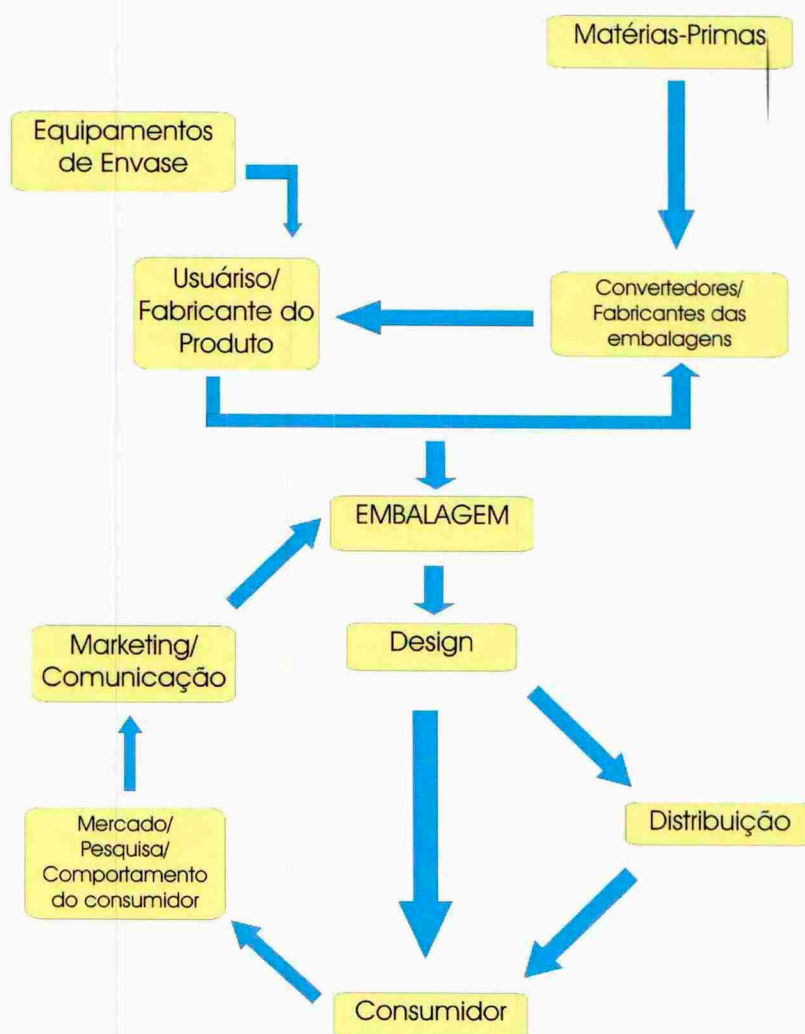 Matérias-Primas
Equipamentos
de Envase
Usuáriso/
Fabricante do
Produto
Convertedores/
Fabricantes das
embalagens
EMBALAGEM
Marketing/
Comunicação
Design
Mercado/
Pesquisa/
Comportamento
do consumidor
Distribuição
Consumidor